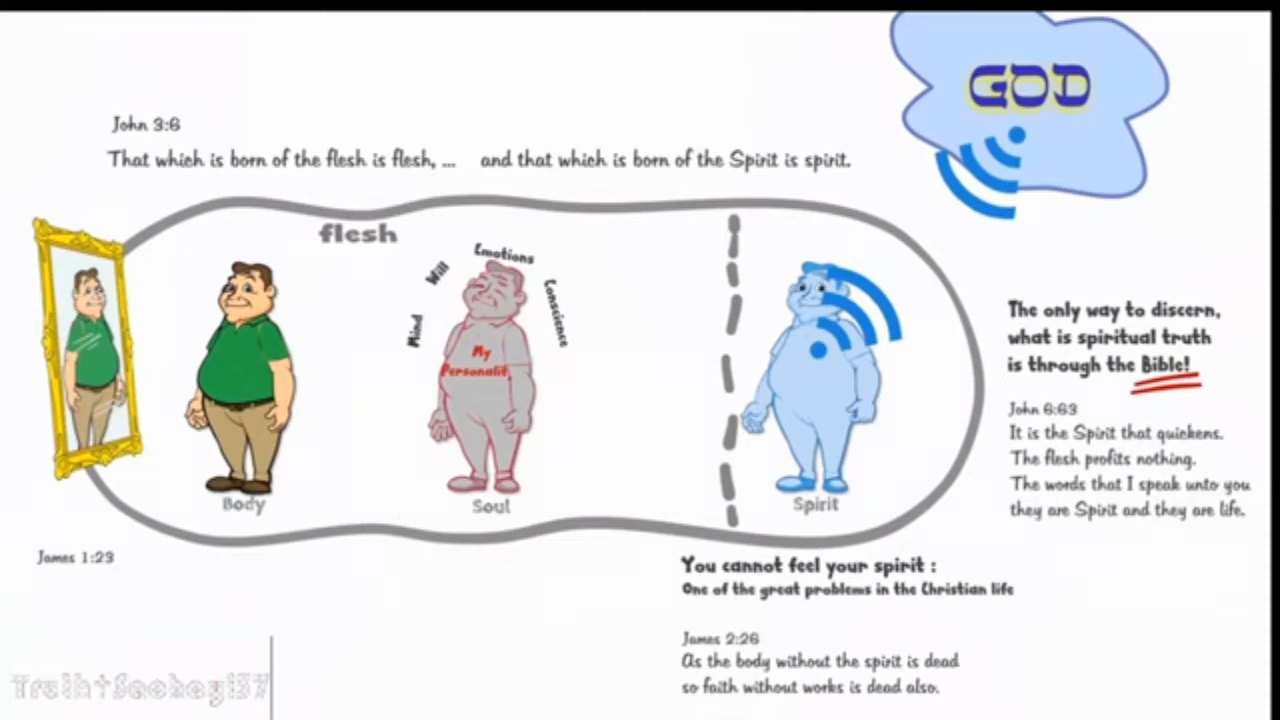 GOD
John 3:6
That which is born of the flesh is flesh, ... and that which is born of the Spirit is spirit.
flesh
Mind
Will
Emotions
Conscience
My
Personalit
Body
Soul
Spirit
The only way to discern,
what is spiritual truth
is through the Bible!
John 6:63
It is the Spirit that quickens.
The flesh profits nothing.
The words that I speak unto you
they are Spirit and they are life.
James 1:23
You cannot feel your spirit :
One of the great problems in the Christian life
James 2:26
As the body without the spirit is dead
so faith without works is dead also.